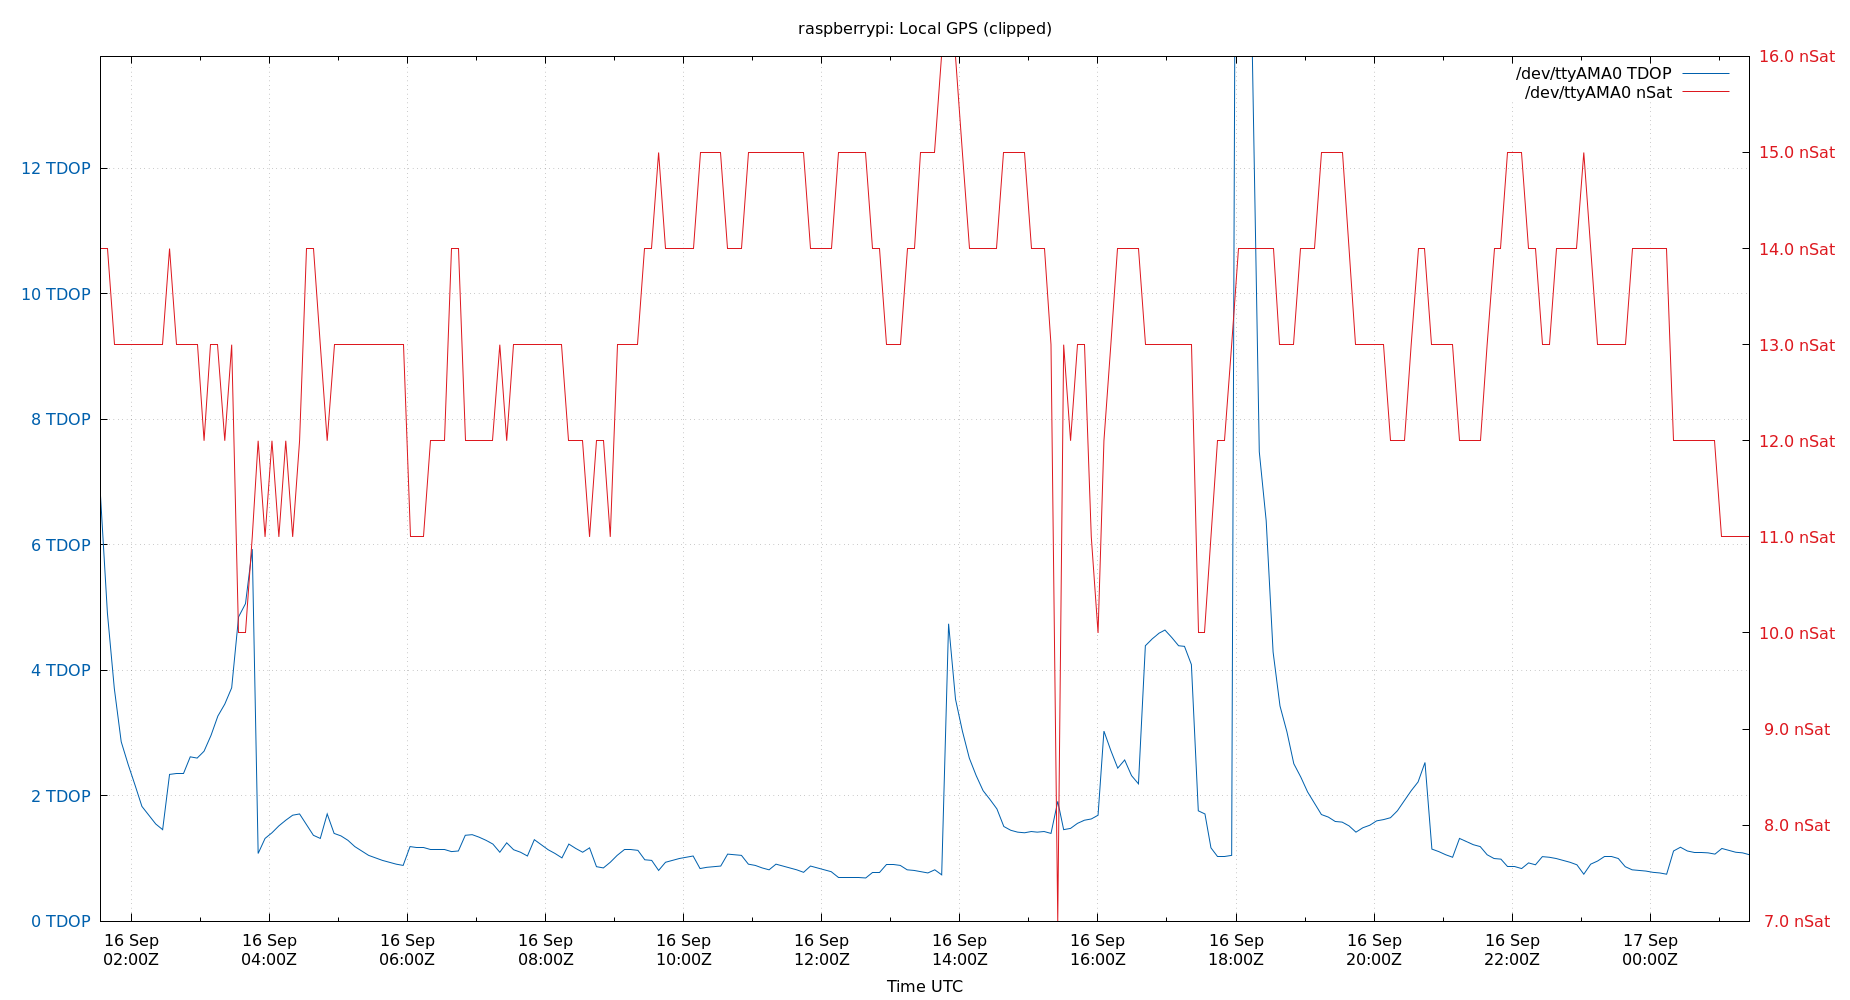 raspberrypi: Local GPS (clipped)
/dev/ttyAMA0 TDOP
/dev/ttyAMA0 nSat
12 TDOP
10 TDOP
8 TDOP
6 TDOP
4 TDOP
2 TDOP
0 TDOP
16.0 nSat
15.0 nSat
14.0 nSat
13.0 nSat
12.0 nSat
11.0 nSat
10.0 nSat
9.0 nSat
8.0 nSat
7.0 nSat
16 Sep 16 Sep 16 Sep 16 Sep 16 Sep 16 Sep 16 Sep 16 Sep 16 Sep 16 Sep 16 Sep 17 Sep
02:00Z 04:00Z 06:00Z 08:00Z 10:00Z 12:00Z 14:00Z 16:00Z 18:00Z 20:00Z 22:00Z 00:00Z
Time UTC